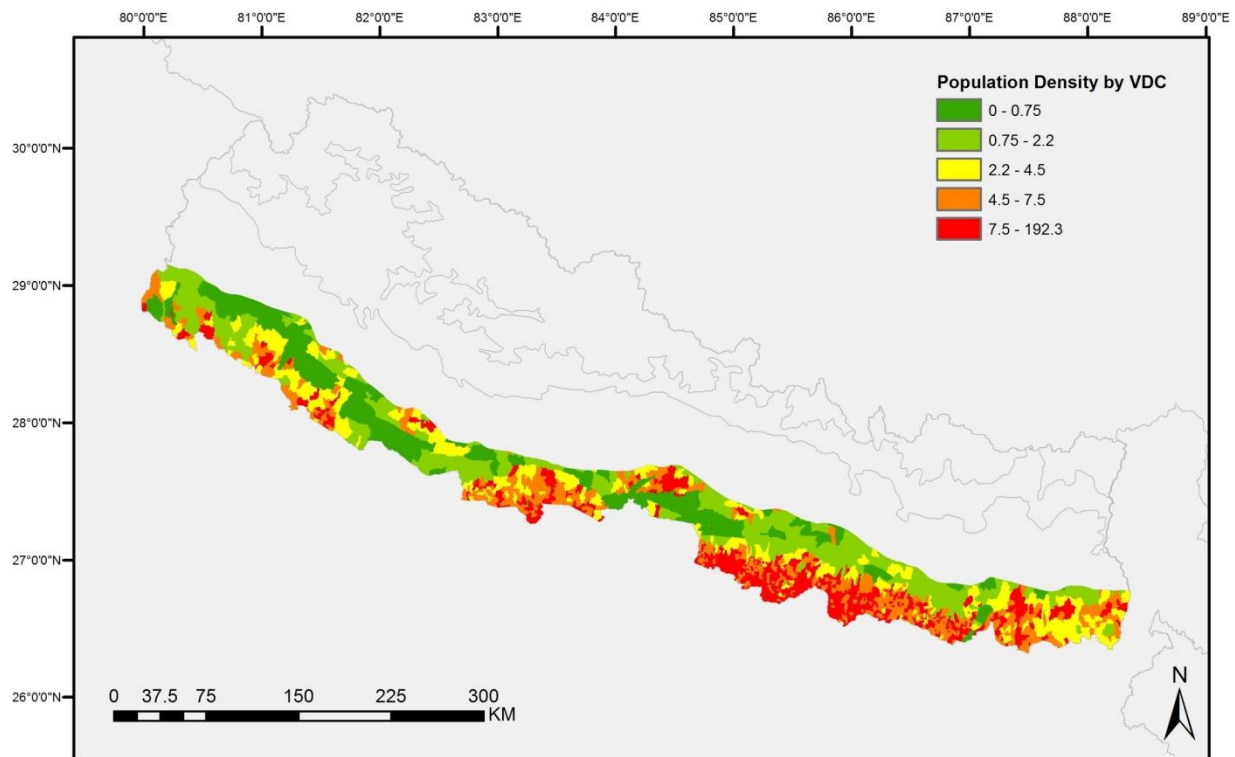 80°0'0"E 81°0'0"E 82°0'0"E 83°0'0"E 84°0'0"E 85°0'0"E 86°0'0"E 87°0'0"E 88°0'0"E 89°0'0"E
Population Density by VDC
0 - 0.75
0.75 - 2.2
2.2 - 4.5
4.5 - 7.5
7.5 - 192.3
30°0'0"N
29°0'0"N
28°0'0"N
27°0'0"N
26°0'0"N
0 37.5 75 150 225 300
KM
N